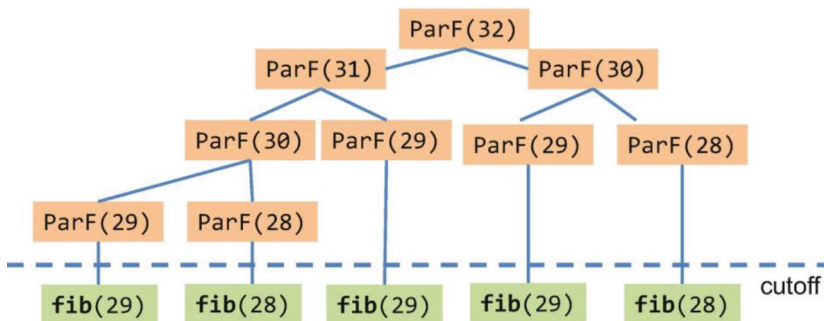 ParF(32)
ParF(31) ParF(30)
ParF(30) ParF(29) ParF(29) ParF(28)
ParF(29) ParF(28)
cutoff
fib(29) fib(28) fib(29) fib(29) fib(28)